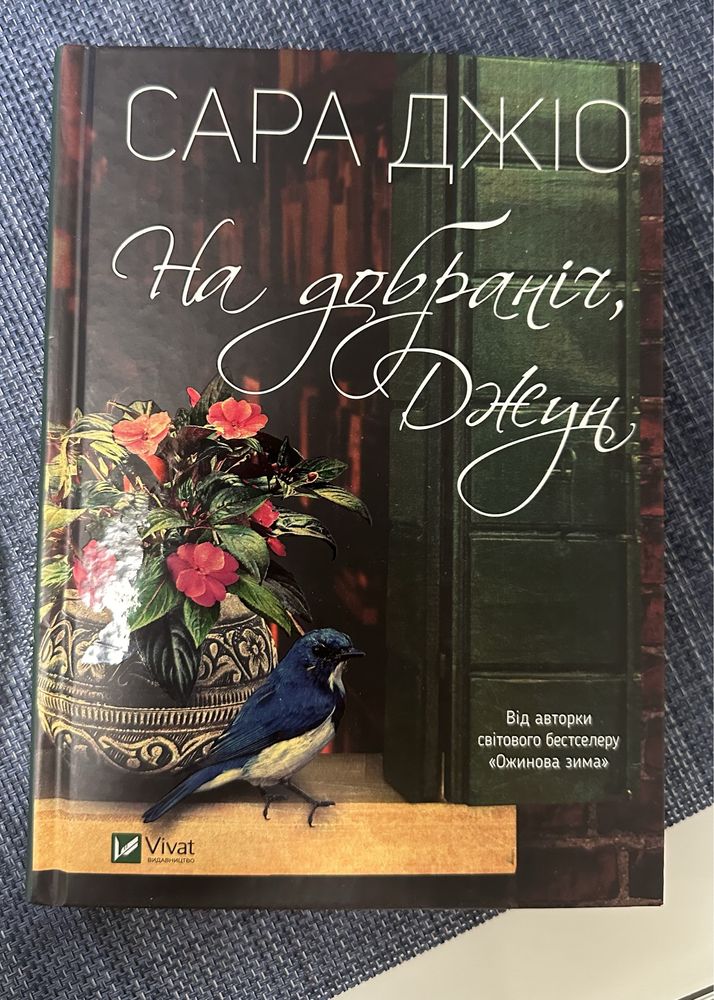 САРА ДЖІО
На добраніч,
Джун
Від авторки
світового бестселеру
«Ожинова зима»
Vivat
ВИДАВНИЦТВО